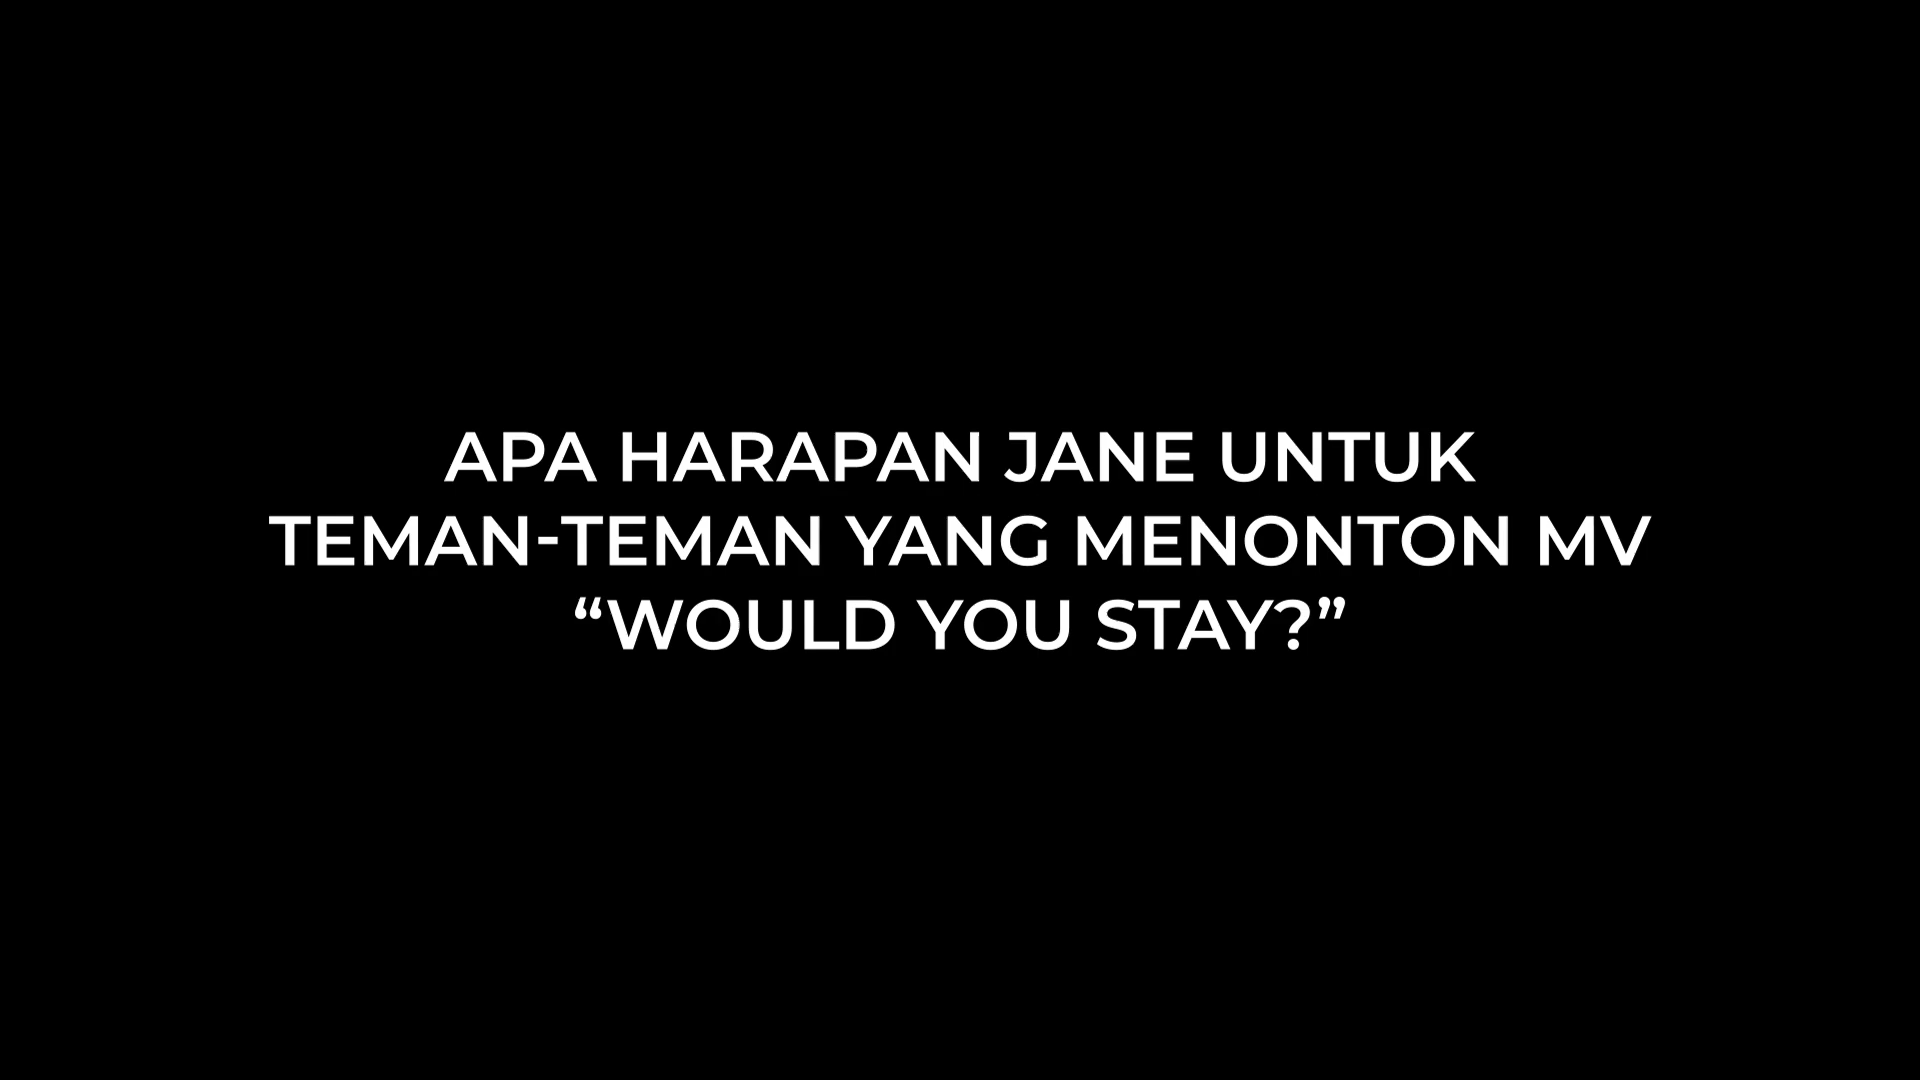 APA HARAPAN JANE UNTUK
TEMAN-TEMAN YANG MENONTON MV
“WOULD YOU STAY?”